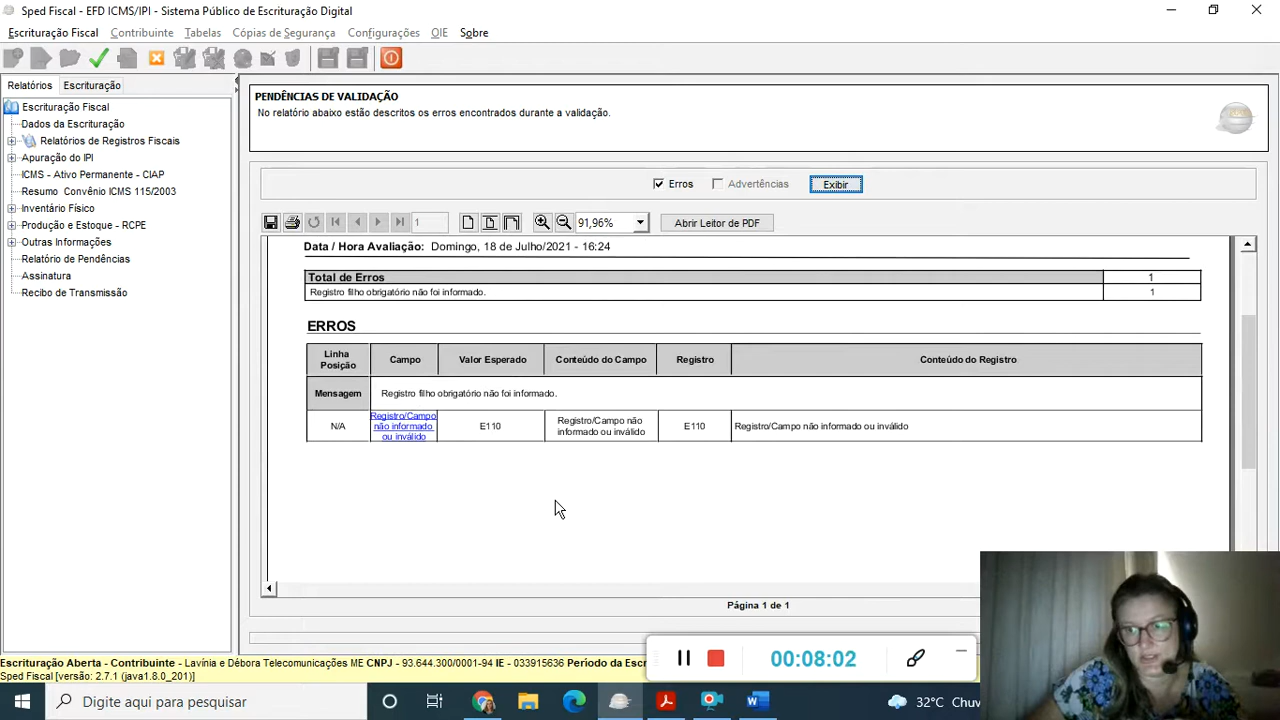 Sped Fiscal - EFD ICMS/IPI - Sistema Público de Escrituração Digital
Escrituração Fiscal Contribuinte Tabelas Cópias de Segurança Configurações OIE Sobre
Relatórios Escrituração
Escrituração Fiscal
Dados da Escrituração
Relatórios de Registros Fiscais
Apuração do IPI
ICMS - Ativo Permanente - CIAP
Resumo Convênio ICMS 115/2003
Inventário Físico
Produção e Estoque - RCPE
Outras Informações
Relatório de Pendências
Assinatura
Recibo de Transmissão
PENDÊNCIAS DE VALIDAÇÃO
No relatório abaixo estão descritos os erros encontrados durante a validação.
Erros Advertências Exibir
1 91,96% Abrir Leitor de PDF
Data / Hora Avaliação: Domingo, 18 de Julho/2021 - 16:24
Total de Erros 1
Registro filho obrigatório não foi informado. 1
ERROS
Linha Posição Campo Valor Esperado Conteúdo do Campo Registro Conteúdo do Registro
Mensagem Registro filho obrigatório não foi informado.
N/A Registro/Campo não informado ou inválido E110 Registro/Campo não informado ou inválido E110 Registro/Campo não informado ou inválido
Página 1 de 1
Escrituração Aberta - Contribuinte - Lavínia e Débora Telecomunicações ME CNPJ - 93.644.300/0001-94 IE - 033915636 Período da Escr
Sped Fiscal [versão: 2.7.1 (java1.8.0_201)]
00:08:02
Digite aqui para pesquisar
32°C Chuv